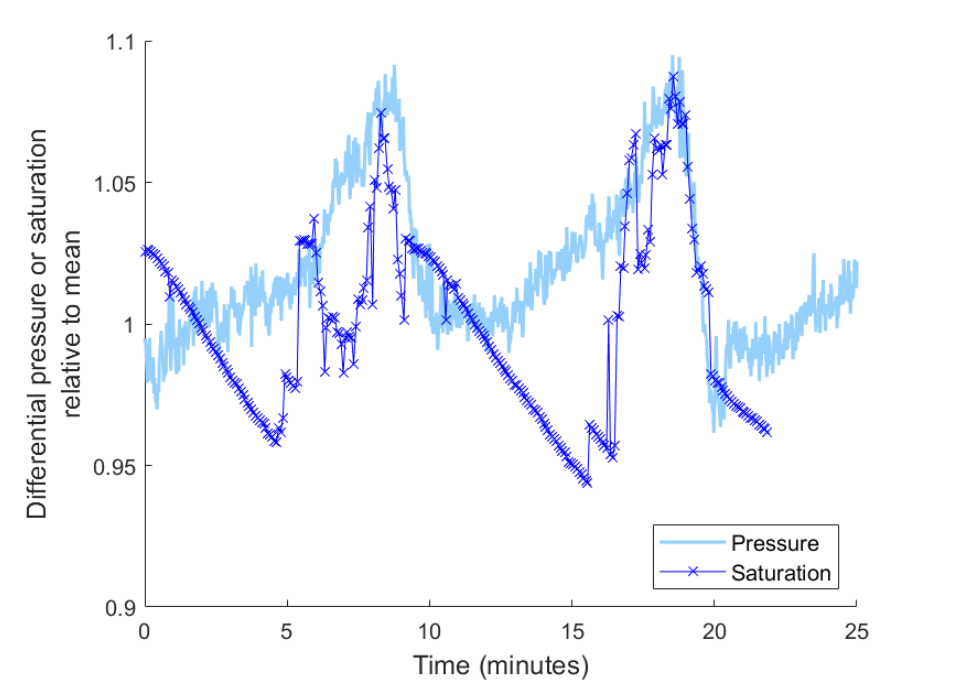 Differential pressure or saturation
relative to mean
1.1
1.05
1
0.95
0.9
0
5
10
15
20
25
Time (minutes)
Pressure
Saturation